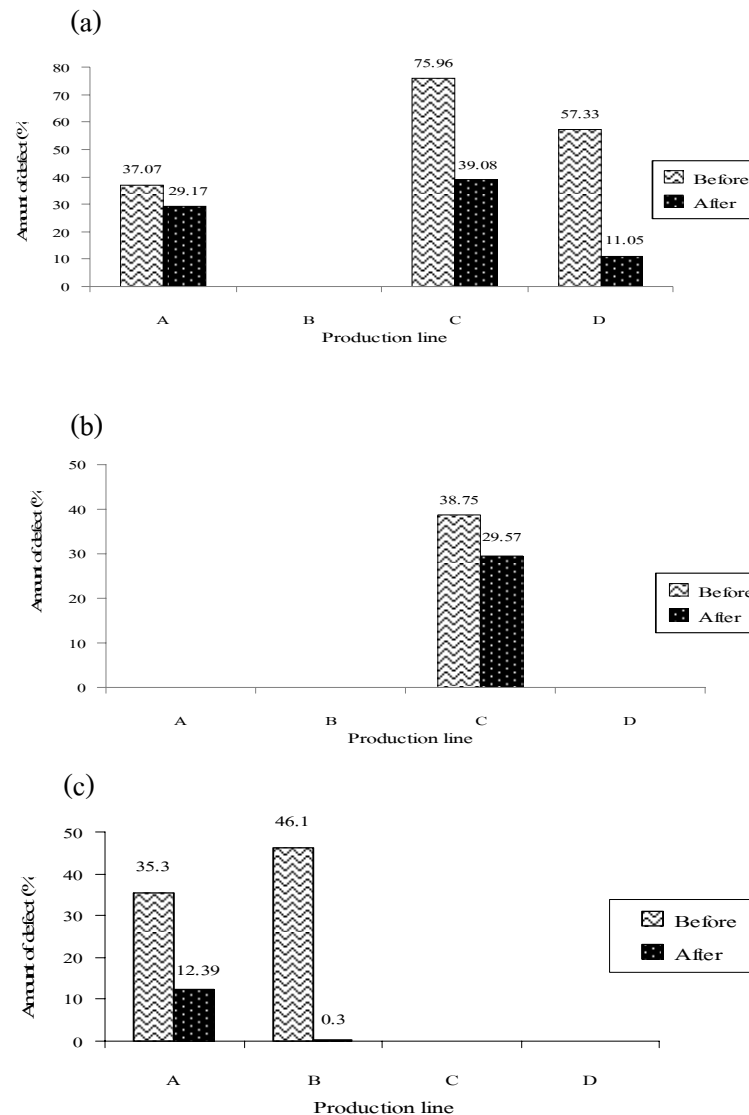 (a)
Amount of defect (%
80
70
60
50
40
30
20
10
0
37.07
29.17
75.96
39.08
57.33
11.05
Before
After
A B C D
Production line
(b)
Amount of defect (%
50
40
30
20
10
0
38.75
29.57
Before
After
A B C D
Production line
(c)
Amount of defect (%
50
40
30
20
10
0
35.3
12.39
46.1
0.3
Before
After
A B C D
Production line